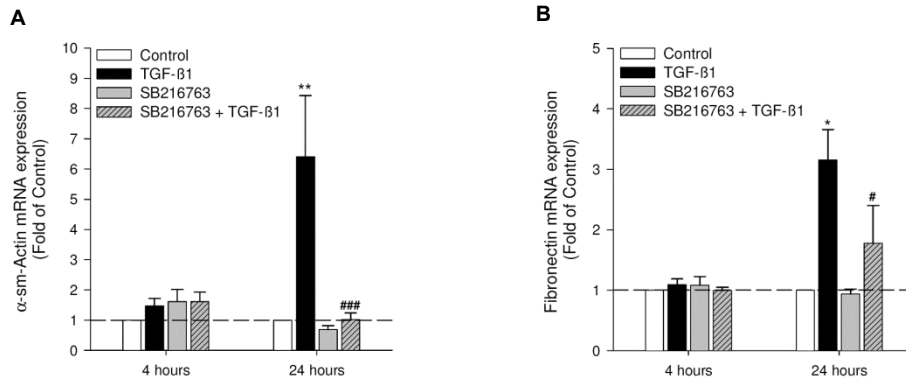 A
α-sm-Actin mRNA expression
(Fold of Control)
10
9
8
7
6
5
4
3
2
1
0
Control
TGF-ß1
SB216763
SB216763 + TGF-ß1
**
###
4 hours
24 hours
B
Fibronectin mRNA expression
(Fold of Control)
5
4
3
2
1
0
Control
TGF-ß1
SB216763
SB216763 + TGF-ß1
*
#
4 hours
24 hours